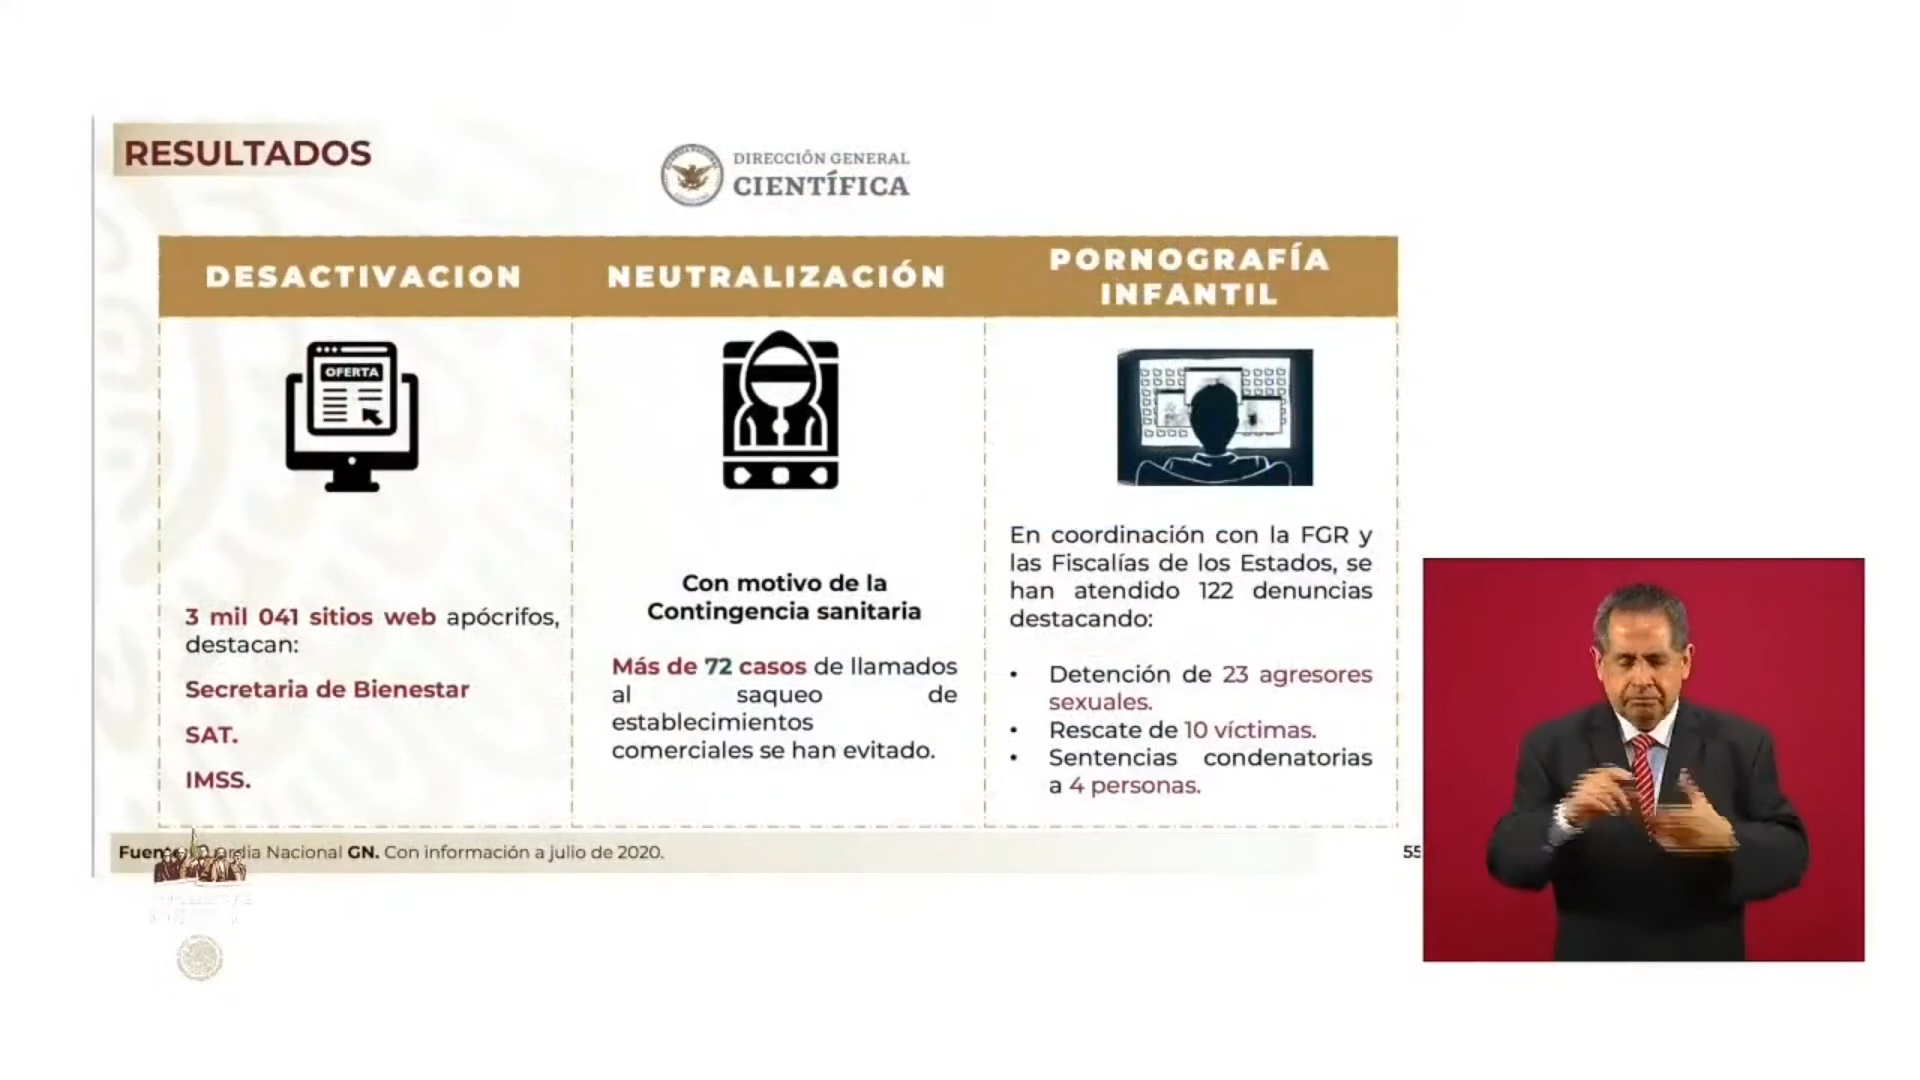 RESULTADOS
DIRECCIÓN GENERAL
CIENTÍFICA
DESACTIVACION
OFERTA
3 mil 041 sitios web apócrifos,
destacan:
Secretaria de Bienestar
SAT.
IMSS.
NEUTRALIZACIÓN
Con motivo de la
Contingencia sanitaria
Más de 72 casos de llamados
al saqueo de
establecimientos
comerciales se han evitado.
PORNOGRAFÍA
INFANTIL
En coordinación con la FGR y
las Fiscalías de los Estados, se
han atendido 122 denuncias
destacando:
• Detención de 23 agresores
sexuales.
• Rescate de 10 víctimas.
• Sentencias condenatorias
a 4 personas.
Nacional GN. Con información a julio de 2020.
55